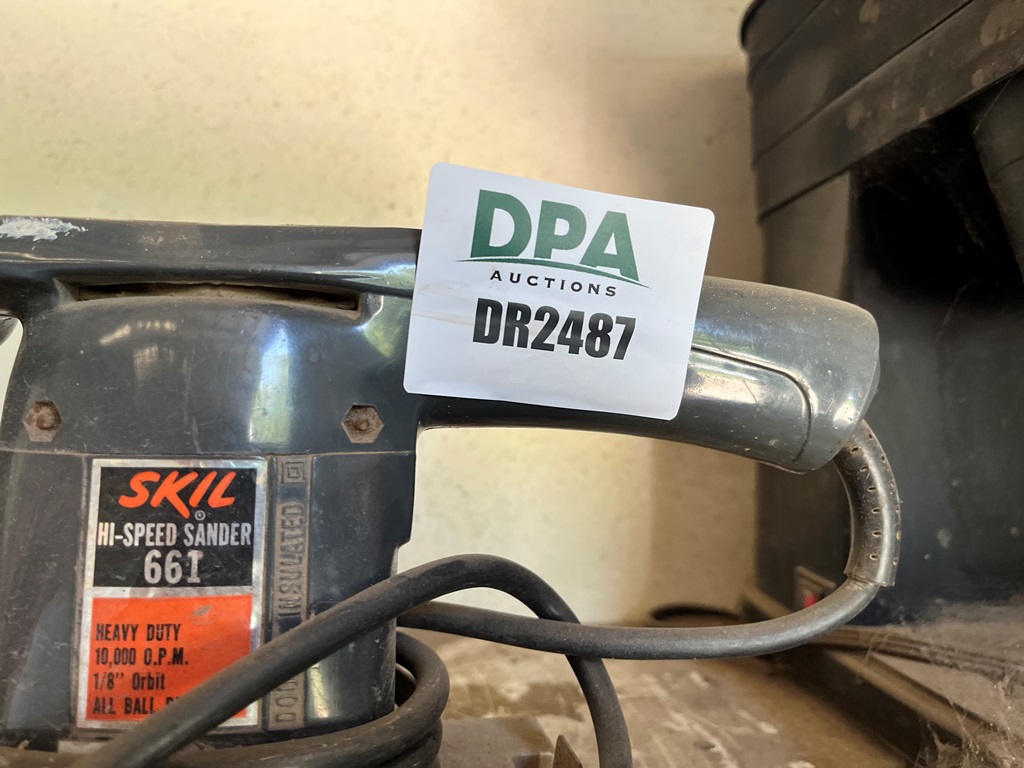 DPA
AUCTIONS
DR2487
SKIL
®
HI-SPEED SANDER
661
HEAVY DUTY
10,000 O.P.M.
1/8" Orbit
ALL BALL
INSULATED